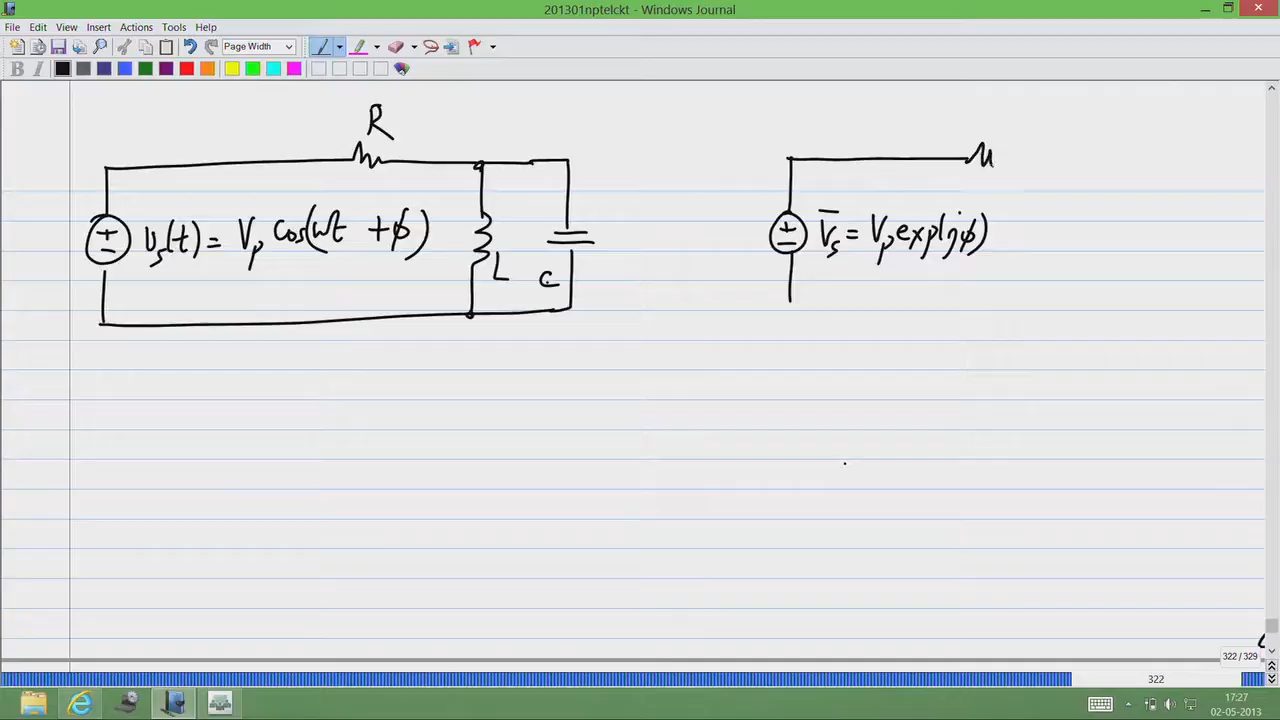 201301nptelckt - Windows Journal
File Edit View Insert Actions Tools Help
Page Width
B I
R
v_s(t) = V_p cos(ωt + ϕ)
L
C
V̅_s = V_p exp(jϕ)
322 / 329
322
17:27
02-05-2013